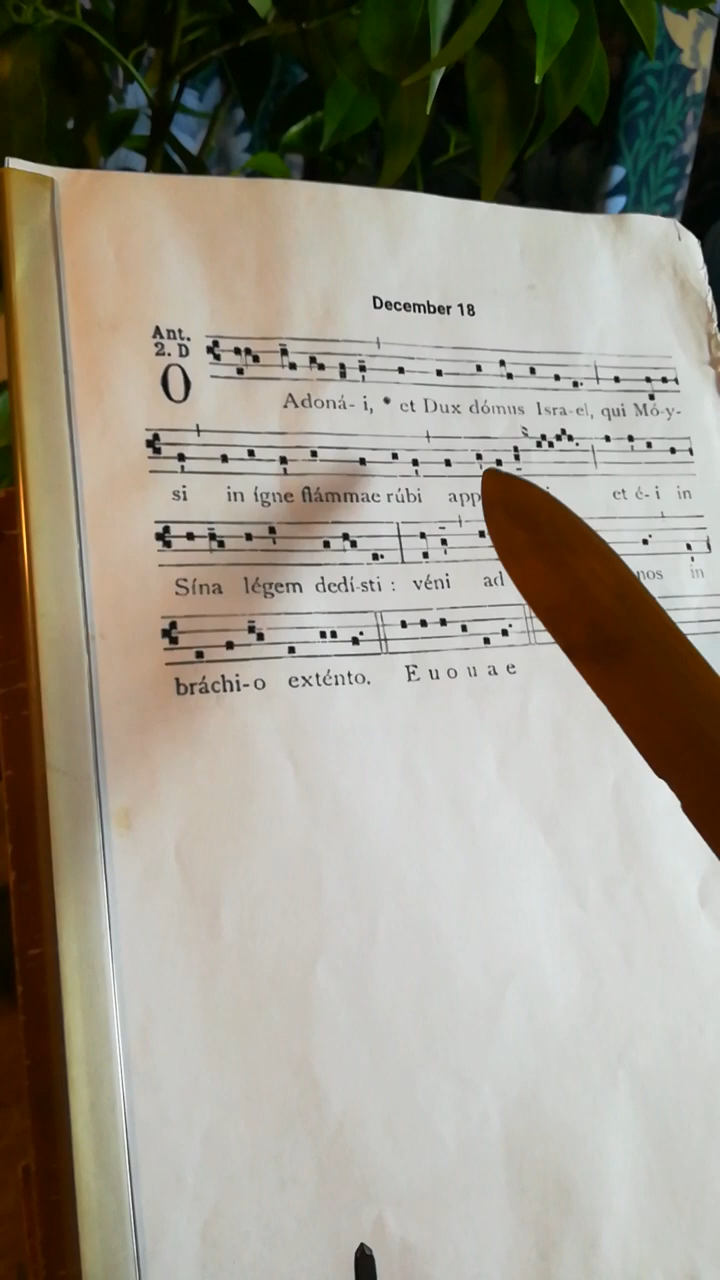 December 18
Ant.
2. D
O Adoná- i, * et Dux dómus Isra-el, qui Mó-y-
si in ígne flámmae rúbi et é- i in
Sína légem dedí-sti : véni ad nos in
bráchi-o exténto. E u o u a e